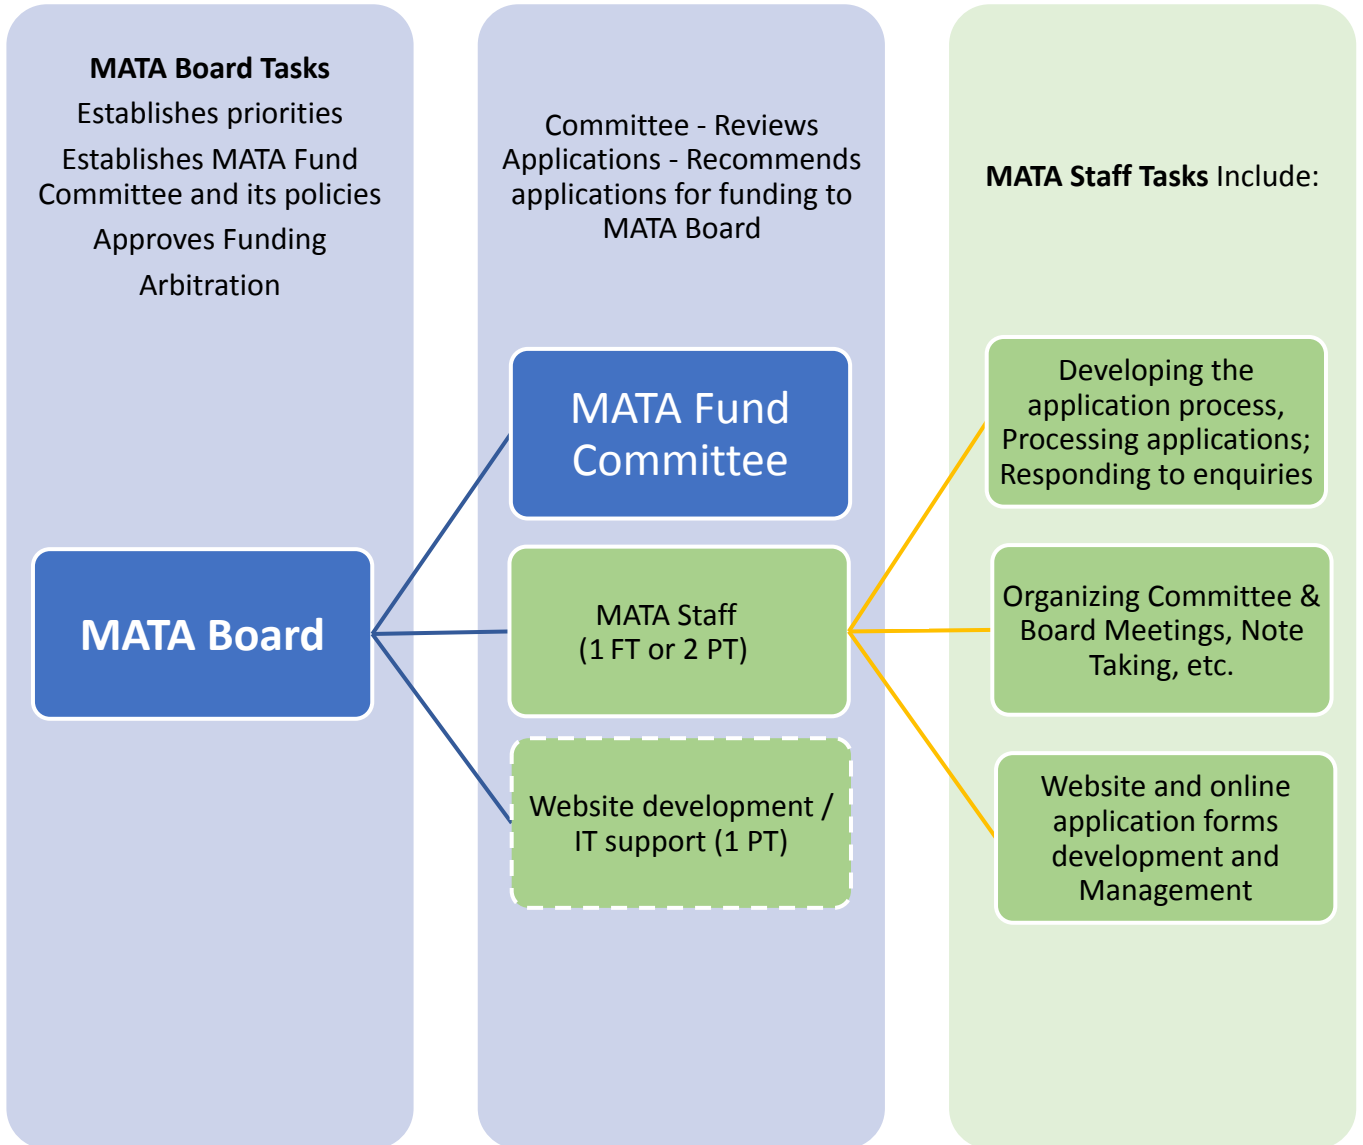 MATA Board Tasks
Establishes priorities
Establishes MATA Fund
Committee and its policies
Approves Funding
Arbitration
MATA Board
Committee - Reviews
Applications - Recommends
applications for funding to
MATA Board
MATA Fund
Committee
MATA Staff
(1 FT or 2 PT)
Website development /
IT support (1 PT)
MATA Staff Tasks Include:
Developing the
application process,
Processing applications;
Responding to enquiries
Organizing Committee &
Board Meetings, Note
Taking, etc.
Website and online
application forms
development and
Management